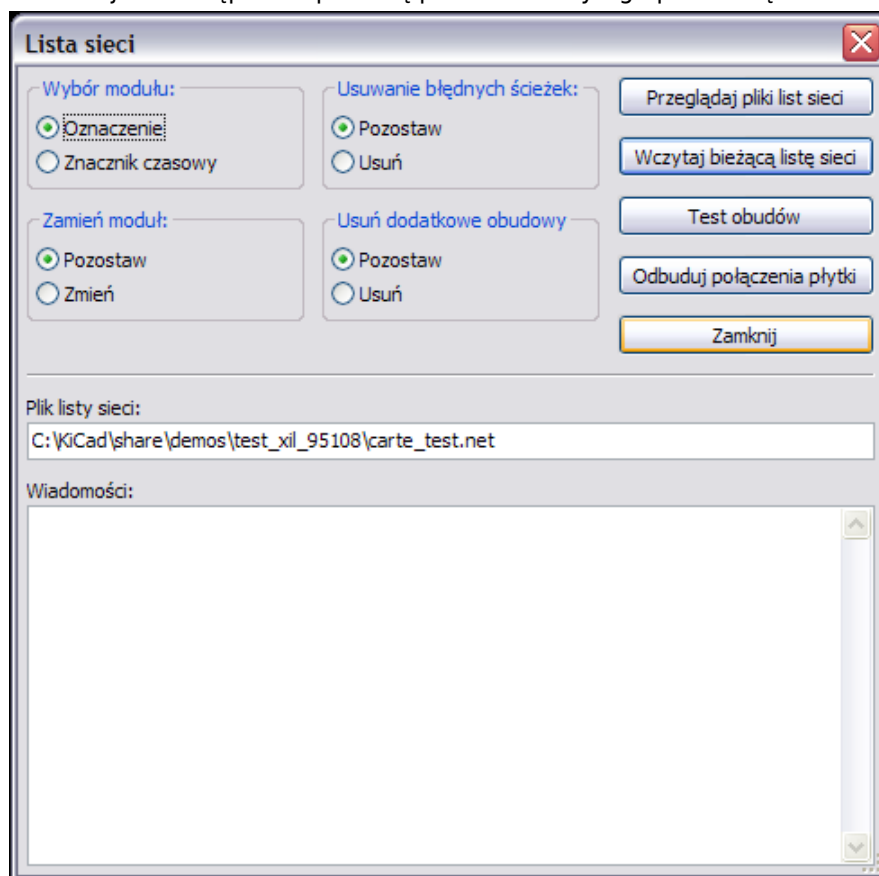 Lista sieci
Wybór modułu:
Oznaczenie
Znacznik czasowy
Usuwanie błędnych ścieżek:
Pozostaw
Usuń
Zamień moduł:
Pozostaw
Zmień
Usuń dodatkowe obudowy
Pozostaw
Usuń
Przeglądaj pliki list sieci
Wczytaj bieżącą listę sieci
Test obudów
Odbuduj połączenia płytki
Zamknij
Plik listy sieci:
C:\KiCad\share\demos\test_xil_95108\carte_test.net
Wiadomości: